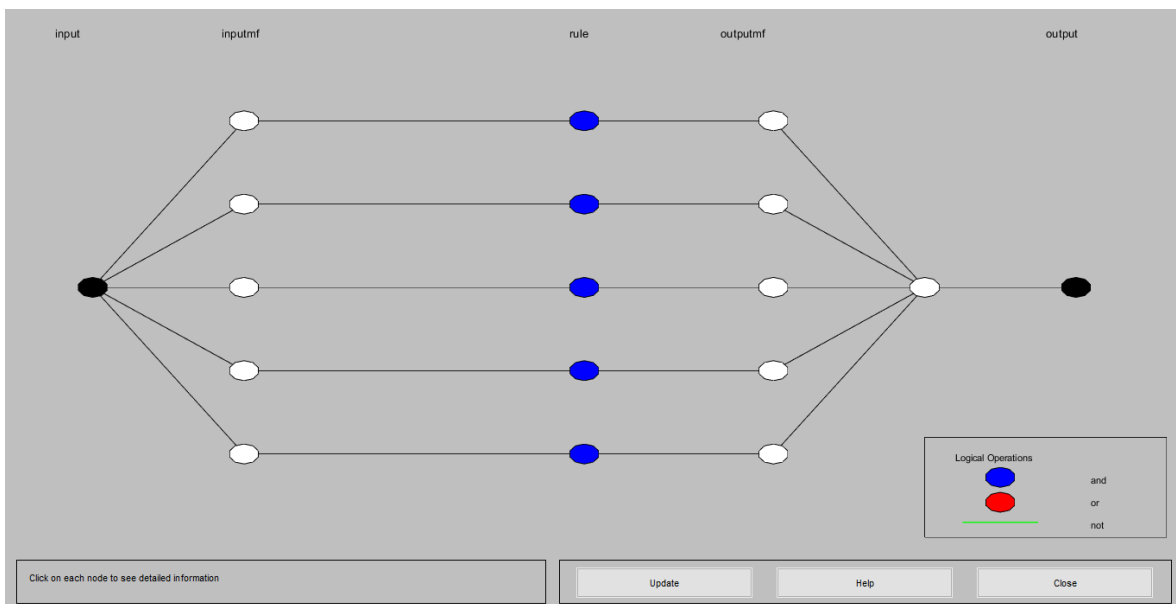 input inputmf rule outputmf output
Logical Operations
and
or
not
Click on each node to see detailed information
Update Help Close